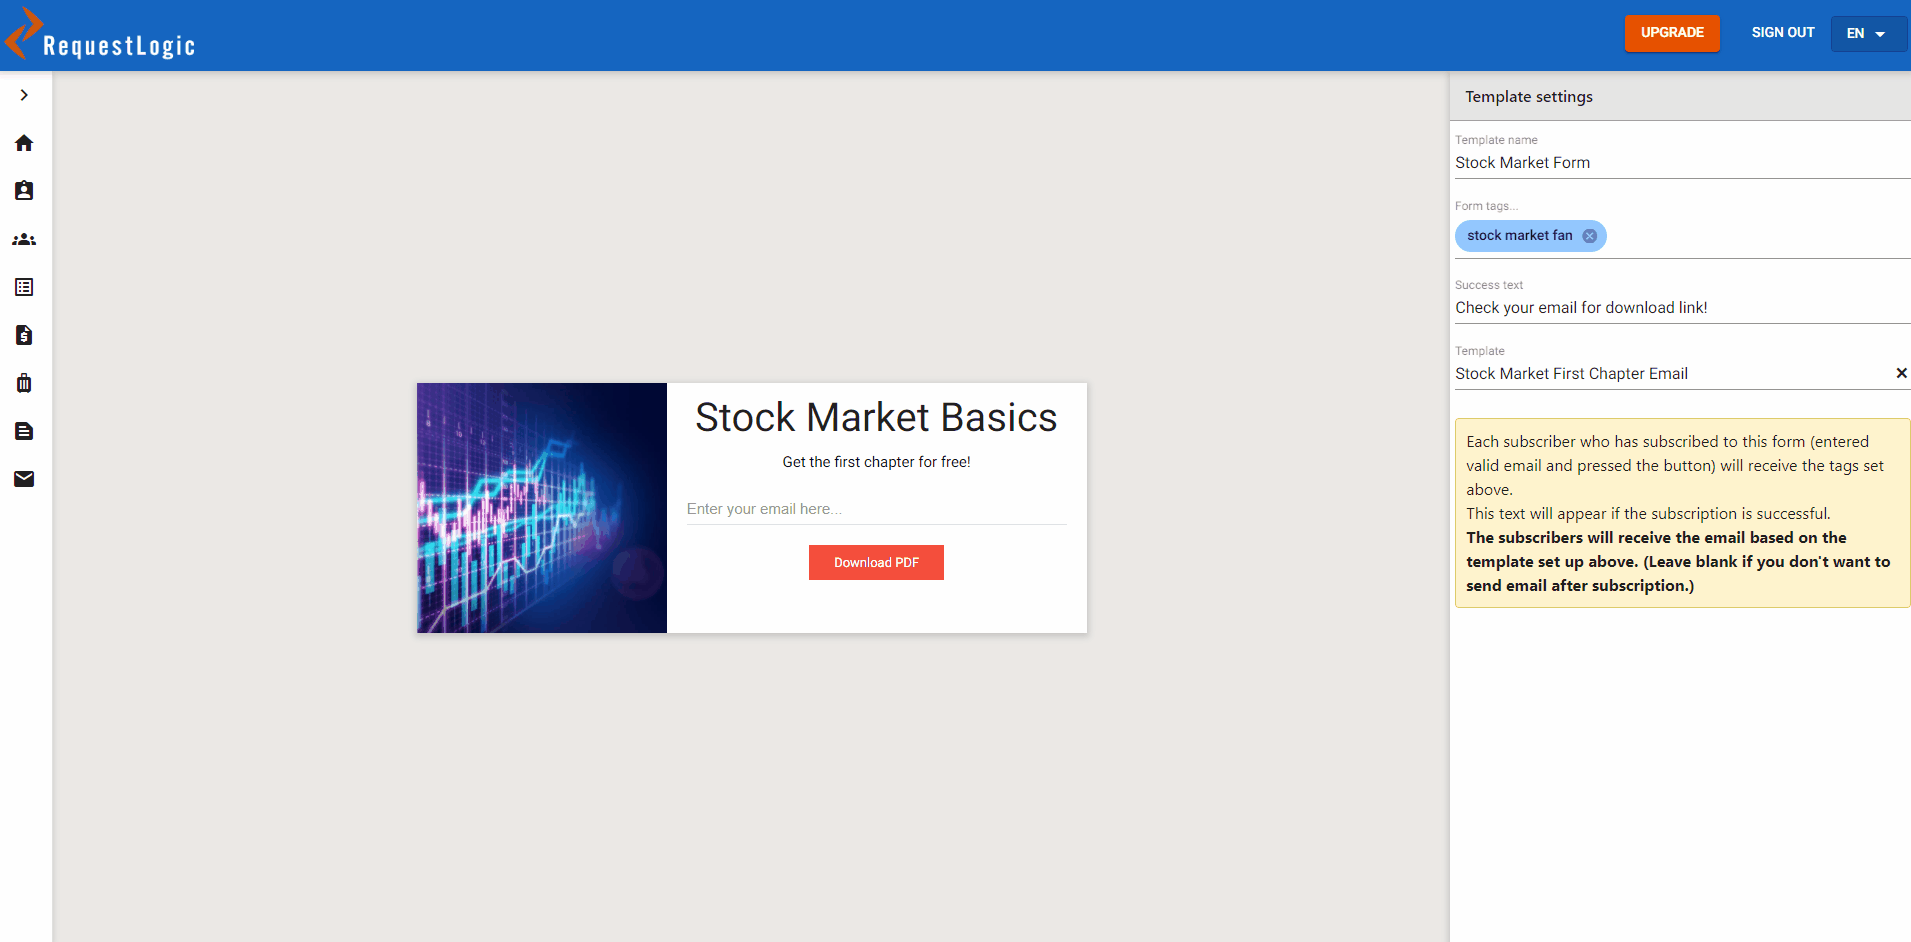 RequestLogic
UPGRADE
SIGN OUT
EN
Template settings
Template name
Stock Market Form
Form tags...
stock market fan
Success text
Check your email for download link!
Template
Stock Market First Chapter Email
Each subscriber who has subscribed to this form (entered
valid email and pressed the button) will receive the tags set
above.
This text will appear if the subscription is successful.
The subscribers will receive the email based on the
template set up above. (Leave blank if you don't want to
send email after subscription.)
Stock Market Basics
Get the first chapter for free!
Enter your email here...
Download PDF